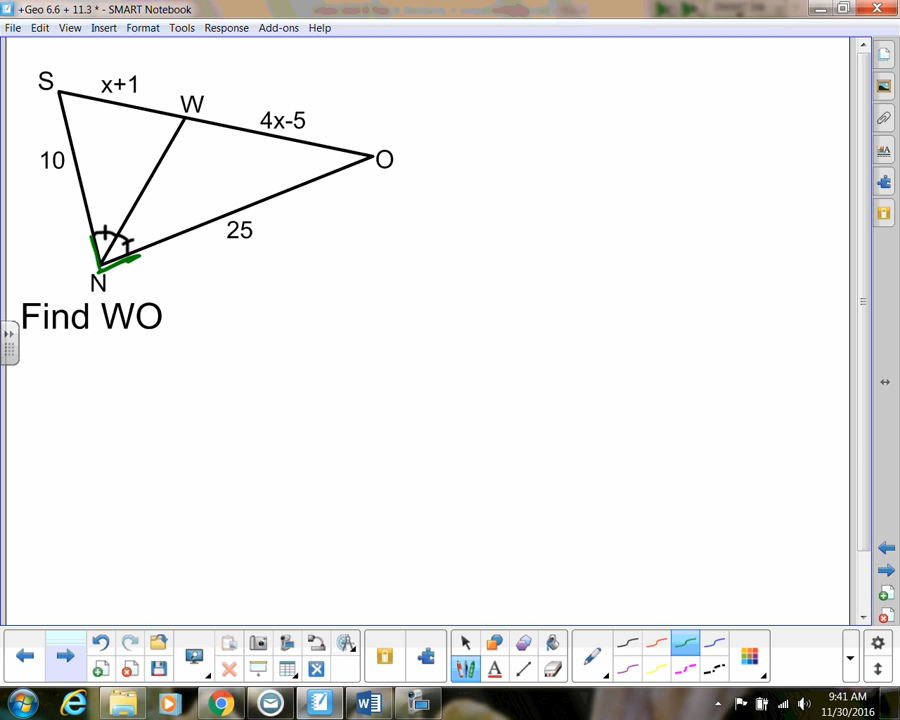 +Geo 6.6 + 11.3 * - SMART Notebook
File Edit View Insert Format Tools Response Add-ons Help
S
x+1
W
4x-5
O
10
25
N
Find WO
9:41 AM
11/30/2016